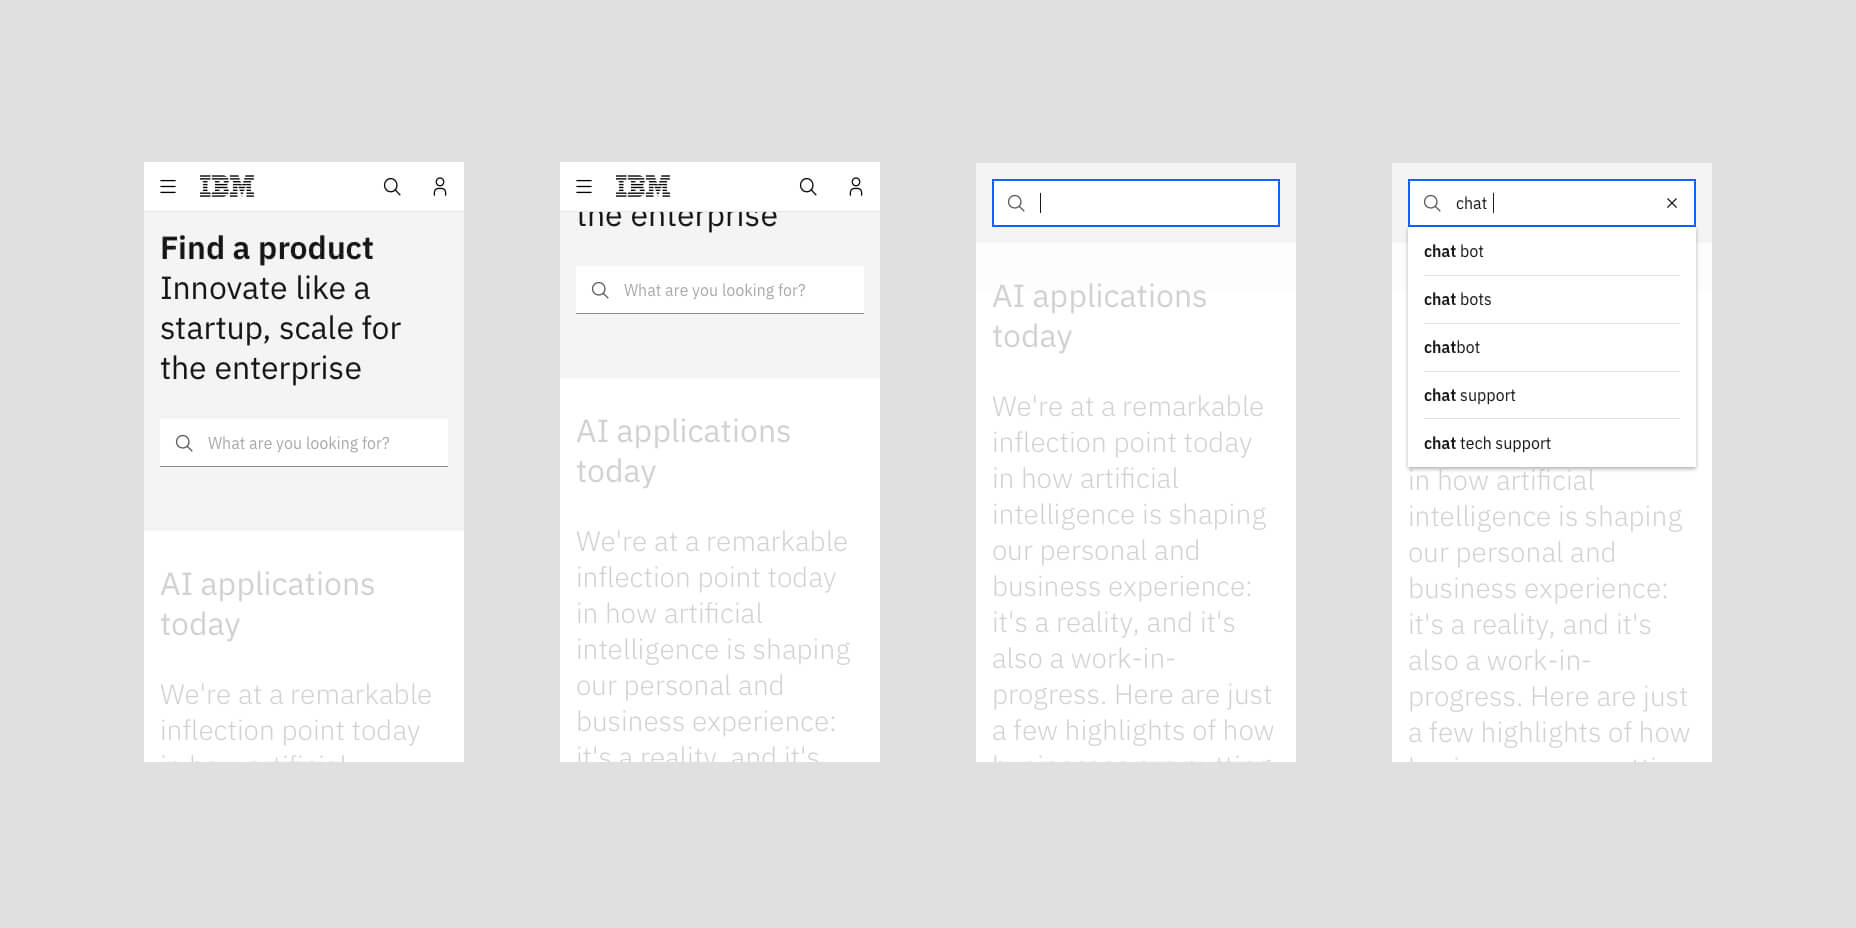 IBM
Find a product
Innovate like a
startup, scale for
the enterprise
What are you looking for?
AI applications
today
We're at a remarkable
inflection point today
in how artificial
IBM
the enterprise
What are you looking for?
AI applications
today
We're at a remarkable
inflection point today
in how artificial
intelligence is shaping
our personal and
business experience:
it's a reality, and it's
AI applications
today
We're at a remarkable
inflection point today
in how artificial
intelligence is shaping
our personal and
business experience:
it's a reality, and it's
also a work-in-
progress. Here are just
a few highlights of how
chat
chat bot
chat bots
chatbot
chat support
chat tech support
in how artificial
intelligence is shaping
our personal and
business experience:
it's a reality, and it's
also a work-in-
progress. Here are just
a few highlights of how